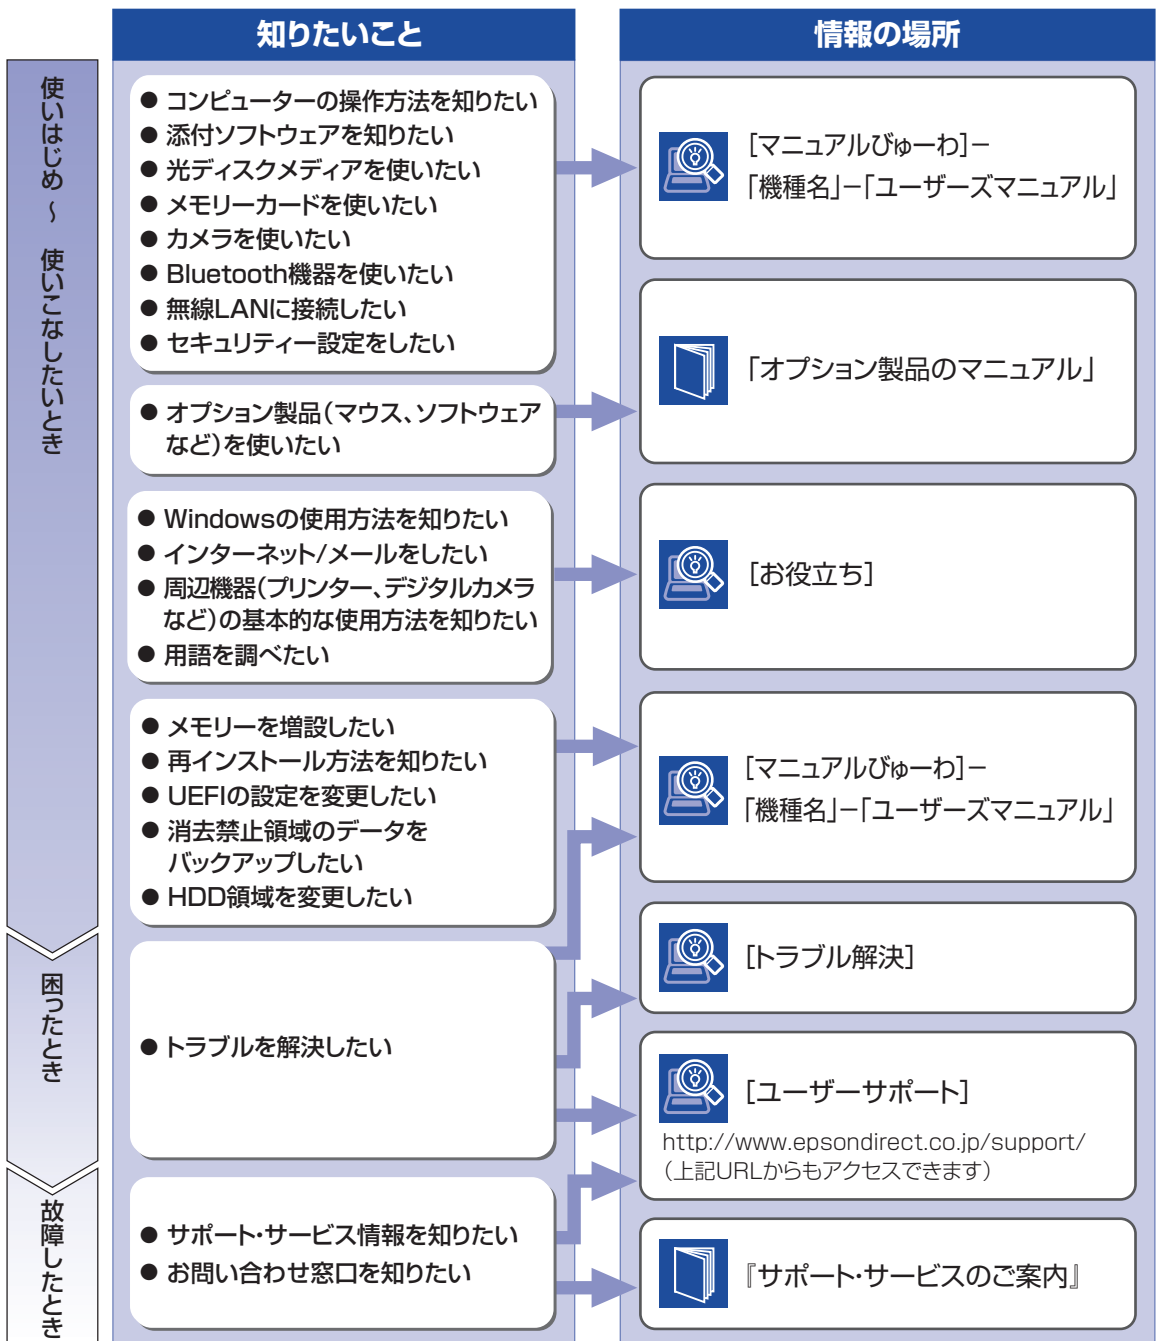 知りたいこと
情報の場所
使いはじめ ～ 使いこなしたいとき
● コンピューターの操作方法を知りたい
● 添付ソフトウェアを知りたい
● 光ディスクメディアを使いたい
● メモリーカードを使いたい
● カメラを使いたい
● Bluetooth機器を使いたい
● 無線LANに接続したい
● セキュリティー設定をしたい
[マニュアルびゅーわ]－
「機種名」－「ユーザーズマニュアル」
● オプション製品（マウス、ソフトウェア
など）を使いたい
「オプション製品のマニュアル」
● Windowsの使用方法を知りたい
● インターネット/メールをしたい
● 周辺機器（プリンター、デジタルカメラ
など）の基本的な使用方法を知りたい
● 用語を調べたい
[お役立ち]
● メモリーを増設したい
● 再インストール方法を知りたい
● UEFIの設定を変更したい
● 消去禁止領域のデータを
バックアップしたい
● HDD領域を変更したい
[マニュアルびゅーわ]－
「機種名」－「ユーザーズマニュアル」
困ったとき
● トラブルを解決したい
[トラブル解決]
[ユーザーサポート]
http://www.epsondirect.co.jp/support/
（上記URLからもアクセスできます）
故障したとき
● サポート・サービス情報を知りたい
● お問い合わせ窓口を知りたい
『サポート・サービスのご案内』